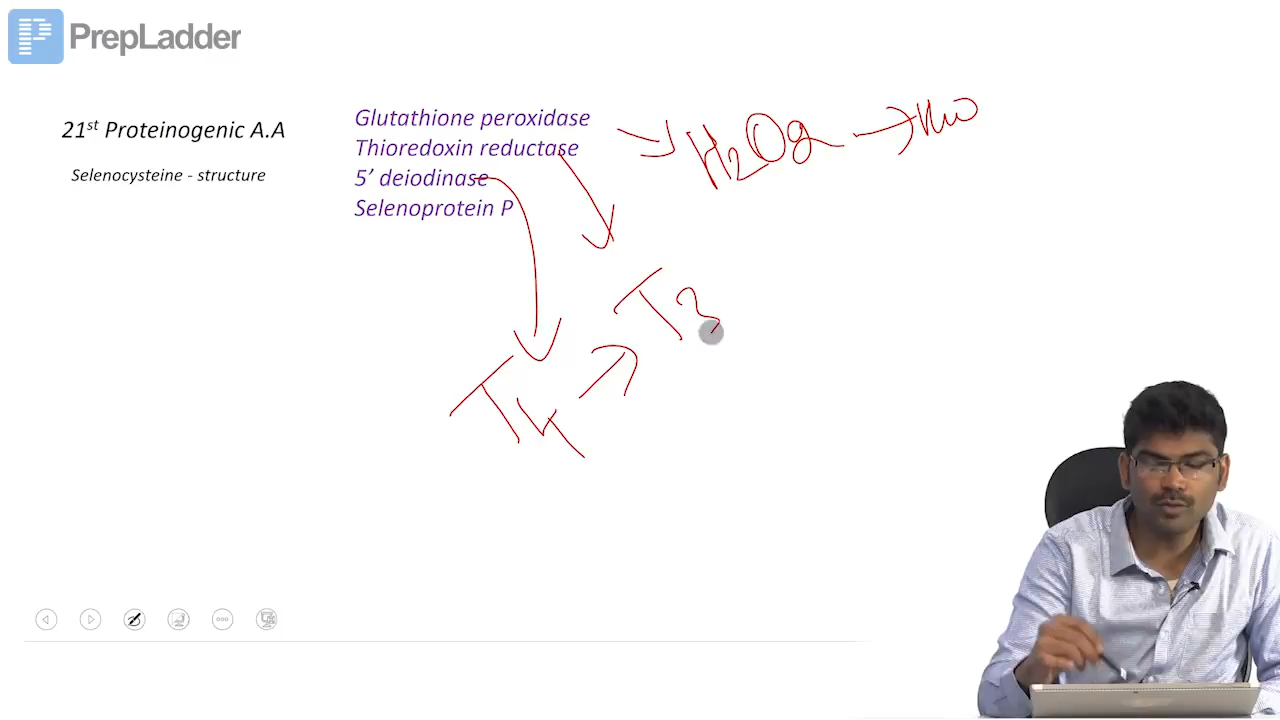 PrepLadder
21st Proteinogenic A.A
Selenocysteine - structure
Glutathione peroxidase
Thioredoxin reductase
5’ deiodinase
Selenoprotein P
H2O2 →
T4 → T3